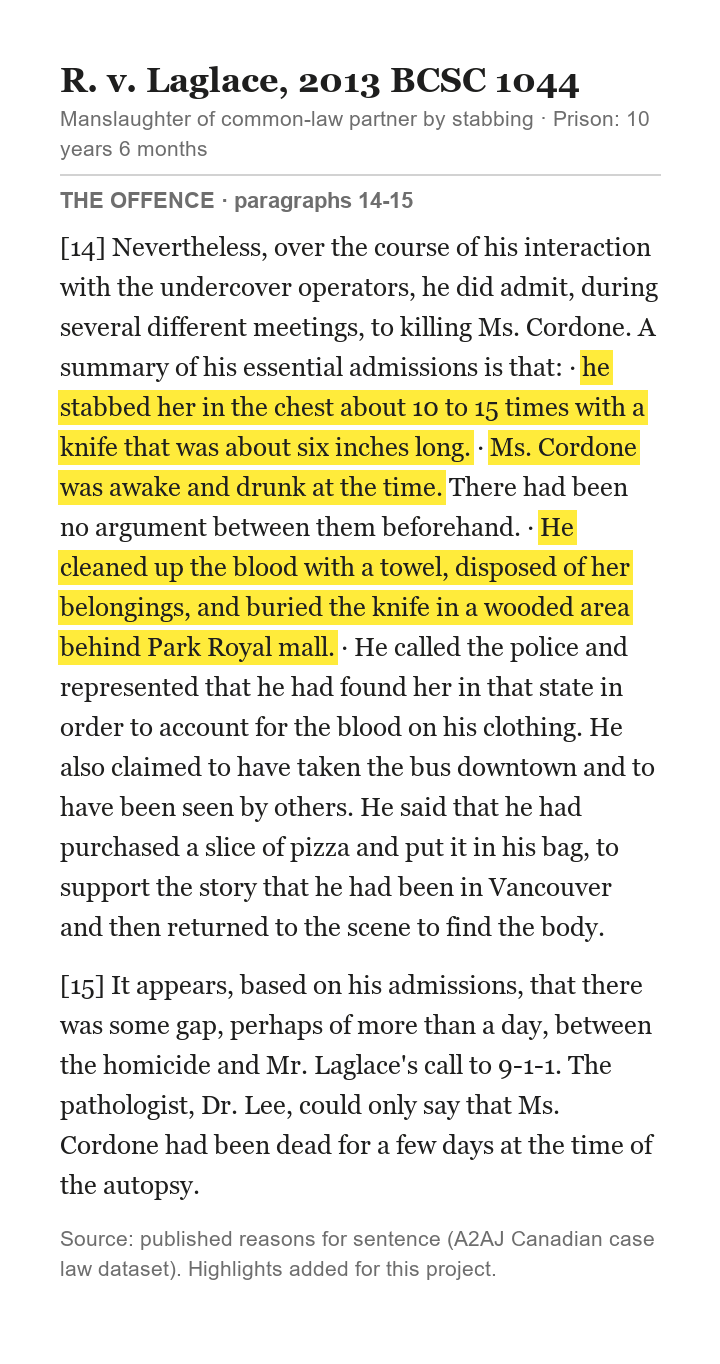 R. v. Laglace, 2013 BCSC 1044
Manslaughter of common-law partner by stabbing · Prison: 10
years 6 months
THE OFFENCE · paragraphs 14-15
[14] Nevertheless, over the course of his interaction
with the undercover operators, he did admit, during
several different meetings, to killing Ms. Cordone. A
summary of his essential admissions is that: · he
stabbed her in the chest about 10 to 15 times with a
knife that was about six inches long. · Ms. Cordone
was awake and drunk at the time. There had been
no argument between them beforehand. · He
cleaned up the blood with a towel, disposed of her
belongings, and buried the knife in a wooded area
behind Park Royal mall. · He called the police and
represented that he had found her in that state in
order to account for the blood on his clothing. He
also claimed to have taken the bus downtown and to
have been seen by others. He said that he had
purchased a slice of pizza and put it in his bag, to
support the story that he had been in Vancouver
and then returned to the scene to find the body.
[15] It appears, based on his admissions, that there
was some gap, perhaps of more than a day, between
the homicide and Mr. Laglace's call to 9-1-1. The
pathologist, Dr. Lee, could only say that Ms.
Cordone had been dead for a few days at the time of
the autopsy.
Source: published reasons for sentence (A2AJ Canadian case
law dataset). Highlights added for this project.